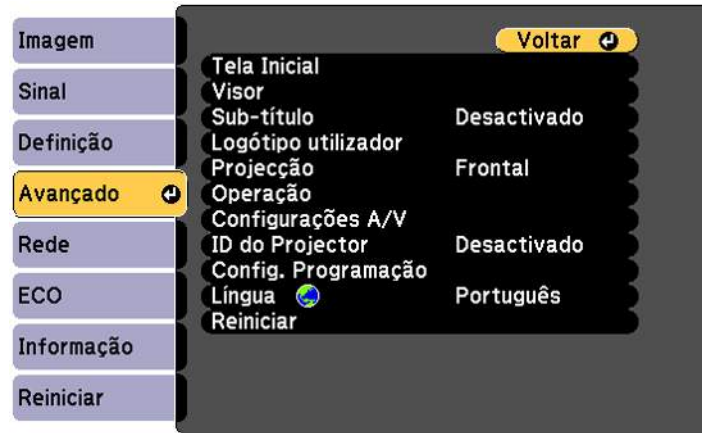 Imagem
Sinal
Definição
Avançado
Rede
ECO
Informação
Reiniciar
Voltar
Tela Inicial
Visor
Sub-título Desactivado
Logótipo utilizador
Projecção Frontal
Operação
Configurações A/V
ID do Projector Desactivado
Config. Programação
Língua Português
Reiniciar